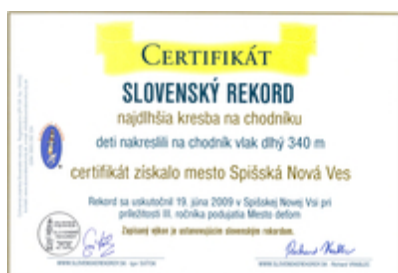 CERTIFIKÁT
SLOVENSKÝ REKORD
najdlhšia kresba na chodníku
deti nakreslili na chodník vlak dlhý 340 m
certifikát získalo mesto Spišská Nová Ves
Rekord sa uskutočnil 19. júna 2009 v Spišskej Novej Vsi pri
príležitosti III. ročníka podujatia Mesto deťom
Zapísaný výkon je ustanovujúcim slovenským rekordom.